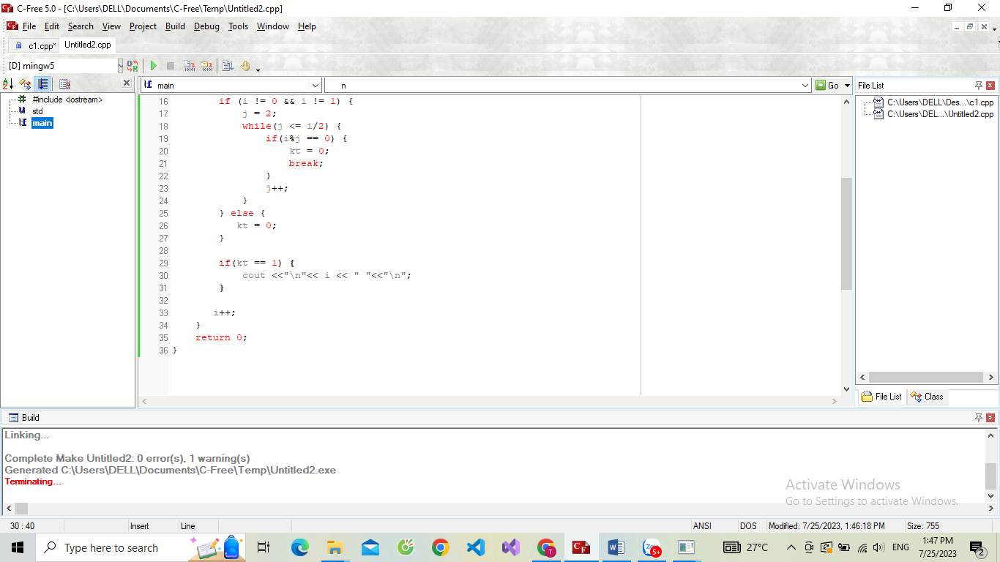 C-Free 5.0 - [C:\Users\DELL\Documents\C-Free\Temp\Untitled2.cpp]
File Edit Search View Project Build Debug Tools Window Help
c1.cpp* Untitled2.cpp
[D] mingw5
main n Go File List
#include <iostream>
std
main
C:\Users\DELL\Des...\c1.cpp
C:\Users\DEL...\Untitled2.cpp
16 if (i != 0 && i != 1) {
17 j = 2;
18 while(j <= i/2) {
19 if(i%j == 0) {
20 kt = 0;
21 break;
22 }
23 j++;
24 }
25 } else {
26 kt = 0;
27 }
28
29 if(kt == 1) {
30 cout <<"\n"<< i << " "<<"\n";
31 }
32
33 i++;
34 }
35 return 0;
36 }
File List Class
Build
Linking...
Complete Make Untitled2: 0 error(s), 1 warning(s)
Generated C:\Users\DELL\Documents\C-Free\Temp\Untitled2.exe
Terminating...
Activate Windows
Go to Settings to activate Windows.
30 : 40 Insert Line ANSI DOS Modified: 7/25/2023, 1:46:18 PM Size: 755
Type here to search 5+ 27°C ENG 1:47 PM
7/25/2023 2